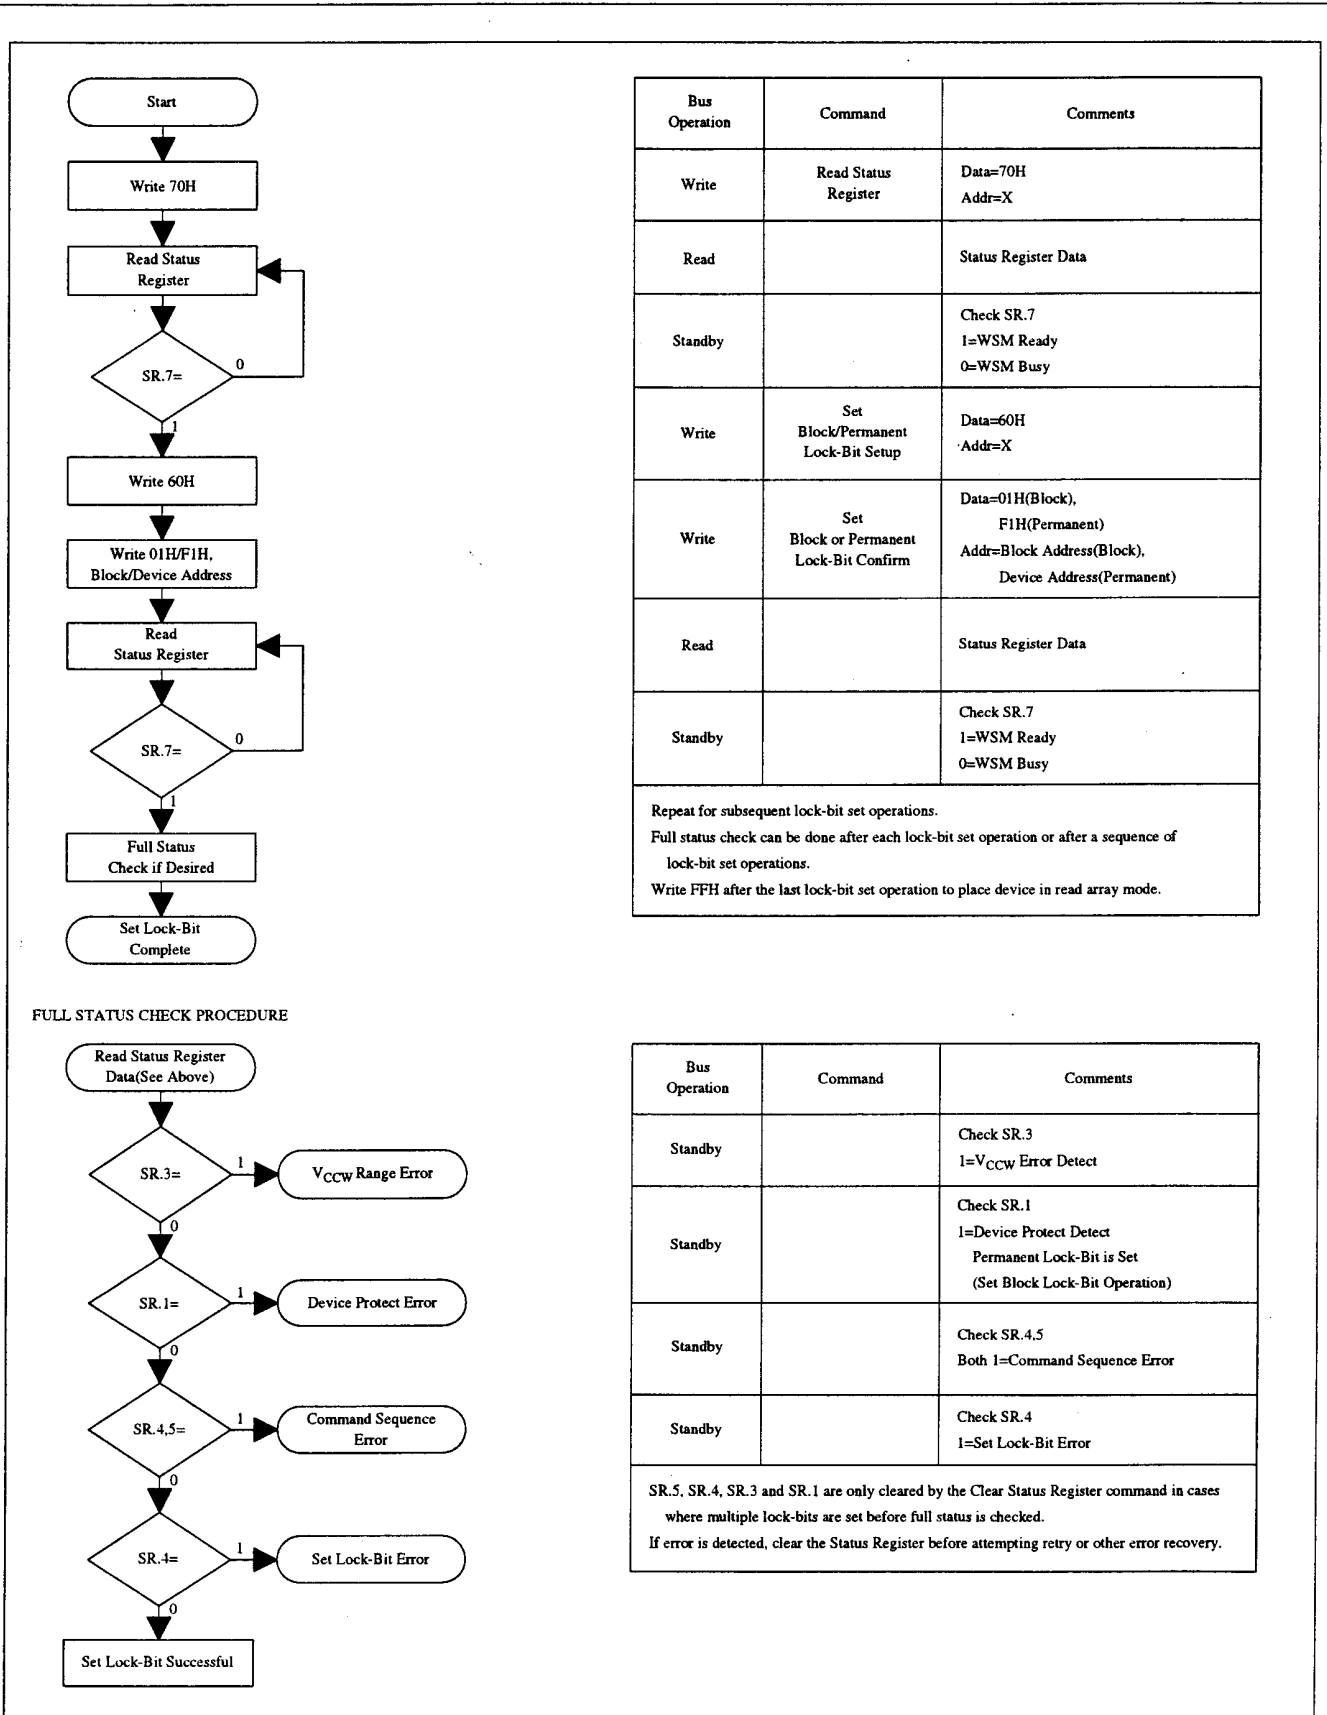 Start
Write 70H
Read Status
Register
SR.7=
0
1
Write 60H
Write 01H/F1H,
Block/Device Address
Read
Status Register
SR.7=
0
1
Full Status
Check if Desired
Set Lock-Bit
Complete
Bus
Operation
Command
Comments
Write
Read Status
Register
Data=70H
Addr=X
Read
Status Register Data
Standby
Check SR.7
1=WSM Ready
0=WSM Busy
Write
Set
Block/Permanent
Lock-Bit Setup
Data=60H
Addr=X
Write
Set
Block or Permanent
Lock-Bit Confirm
Data=01H(Block),
F1H(Permanent)
Addr=Block Address(Block),
Device Address(Permanent)
Read
Status Register Data
Standby
Check SR.7
1=WSM Ready
0=WSM Busy
Repeat for subsequent lock-bit set operations.
Full status check can be done after each lock-bit set operation or after a sequence of
lock-bit set operations.
Write FFH after the last lock-bit set operation to place device in read array mode.
FULL STATUS CHECK PROCEDURE
Read Status Register
Data(See Above)
SR.3=
1
VCCW Range Error
0
SR.1=
1
Device Protect Error
0
SR.4,5=
1
Command Sequence
Error
0
SR.4=
1
Set Lock-Bit Error
0
Set Lock-Bit Successful
Bus
Operation
Command
Comments
Standby
Check SR.3
1=VCCW Error Detect
Standby
Check SR.1
1=Device Protect Detect
Permanent Lock-Bit is Set
(Set Block Lock-Bit Operation)
Standby
Check SR.4,5
Both 1=Command Sequence Error
Standby
Check SR.4
1=Set Lock-Bit Error
SR.5, SR.4, SR.3 and SR.1 are only cleared by the Clear Status Register command in cases
where multiple lock-bits are set before full status is checked.
If error is detected, clear the Status Register before attempting retry or other error recovery.